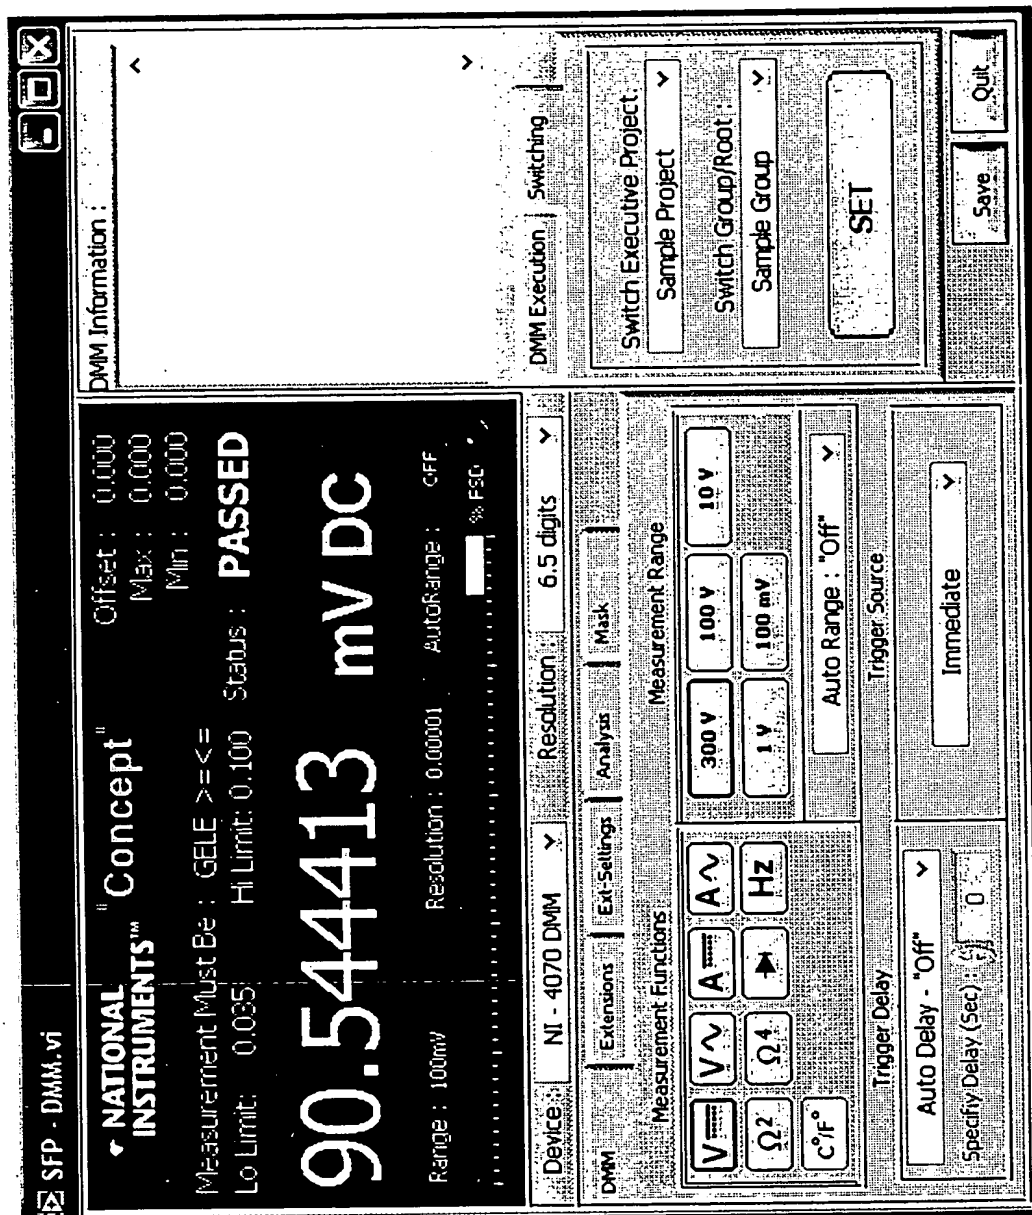 SFP - DMM.vi
NATIONAL
INSTRUMENTS™
"Concept"
Offset : 0.000
Max : 0.000
Min : 0.000
Measurement Must Be : GELE >=<=
Lo Limit: 0.035 Hi Limit: 0.100 Status : PASSED
90.544413 mV DC
Range : 100mV Resolution : 0.00001 AutoRange : OFF
% FSD
Device : NI - 4070 DMM Resolution : 6.5 digits
DMM Extensions Ext-Settings Analysis Mask
Measurement Functions
V V A A
Ω2 Ω4 Hz
C°/F°
Measurement Range
300 V 100 V 10 V
1 V 100 mV
Auto Range : "Off"
Trigger Delay
Auto Delay - "Off"
Specifiy Delay (Sec) : 0
Trigger Source
Immediate
DMM Information :
DMM Execution Switching
Switch Executive Project:
Sample Project
Switch Group/Root :
Sample Group
SET
Save Quit